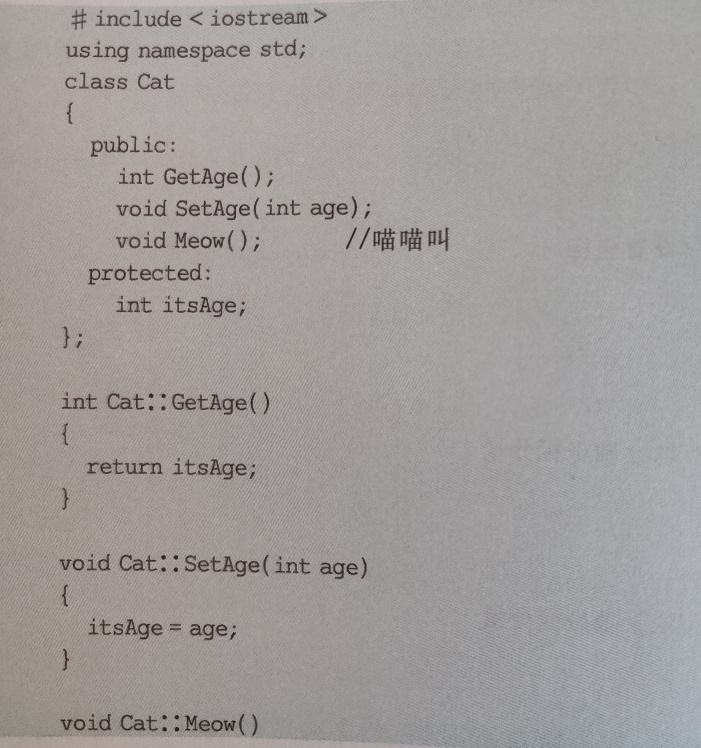 # include < iostream >
using namespace std;
class Cat
{
public:
int GetAge();
void SetAge(int age);
void Meow(); //喵喵叫
protected:
int itsAge;
};
int Cat::GetAge()
{
return itsAge;
}
void Cat::SetAge(int age)
{
itsAge = age;
}
void Cat::Meow()